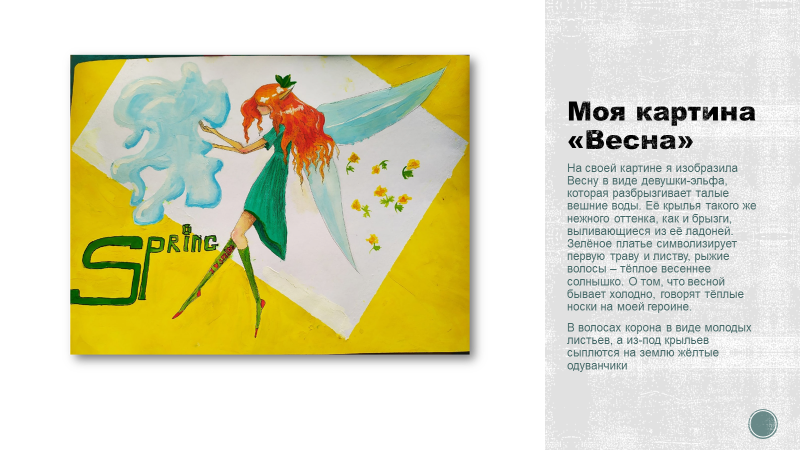 Spring
Моя картина
«Весна»
На своей картине я изобразила
Весну в виде девушки-эльфа,
которая разбрызгивает талые
вешние воды. Её крылья такого же
нежного оттенка, как и брызги,
выливающиеся из её ладоней.
Зелёное платье символизирует
первую траву и листву, рыжие
волосы – тёплое весеннее
солнышко. О том, что весной
бывает холодно, говорят тёплые
носки на моей героине.
В волосах корона в виде молодых
листьев, а из-под крыльев
сыплются на землю жёлтые
одуванчики